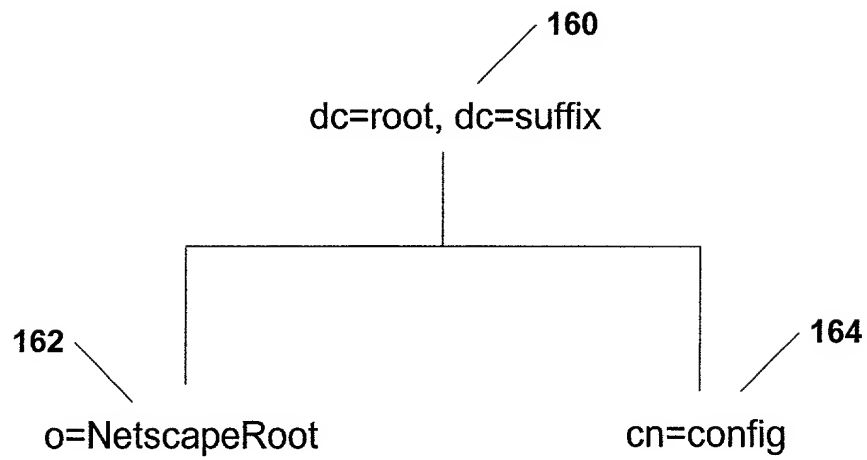 160
dc=root, dc=suffix
162
164
o=NetscapeRoot
cn=config